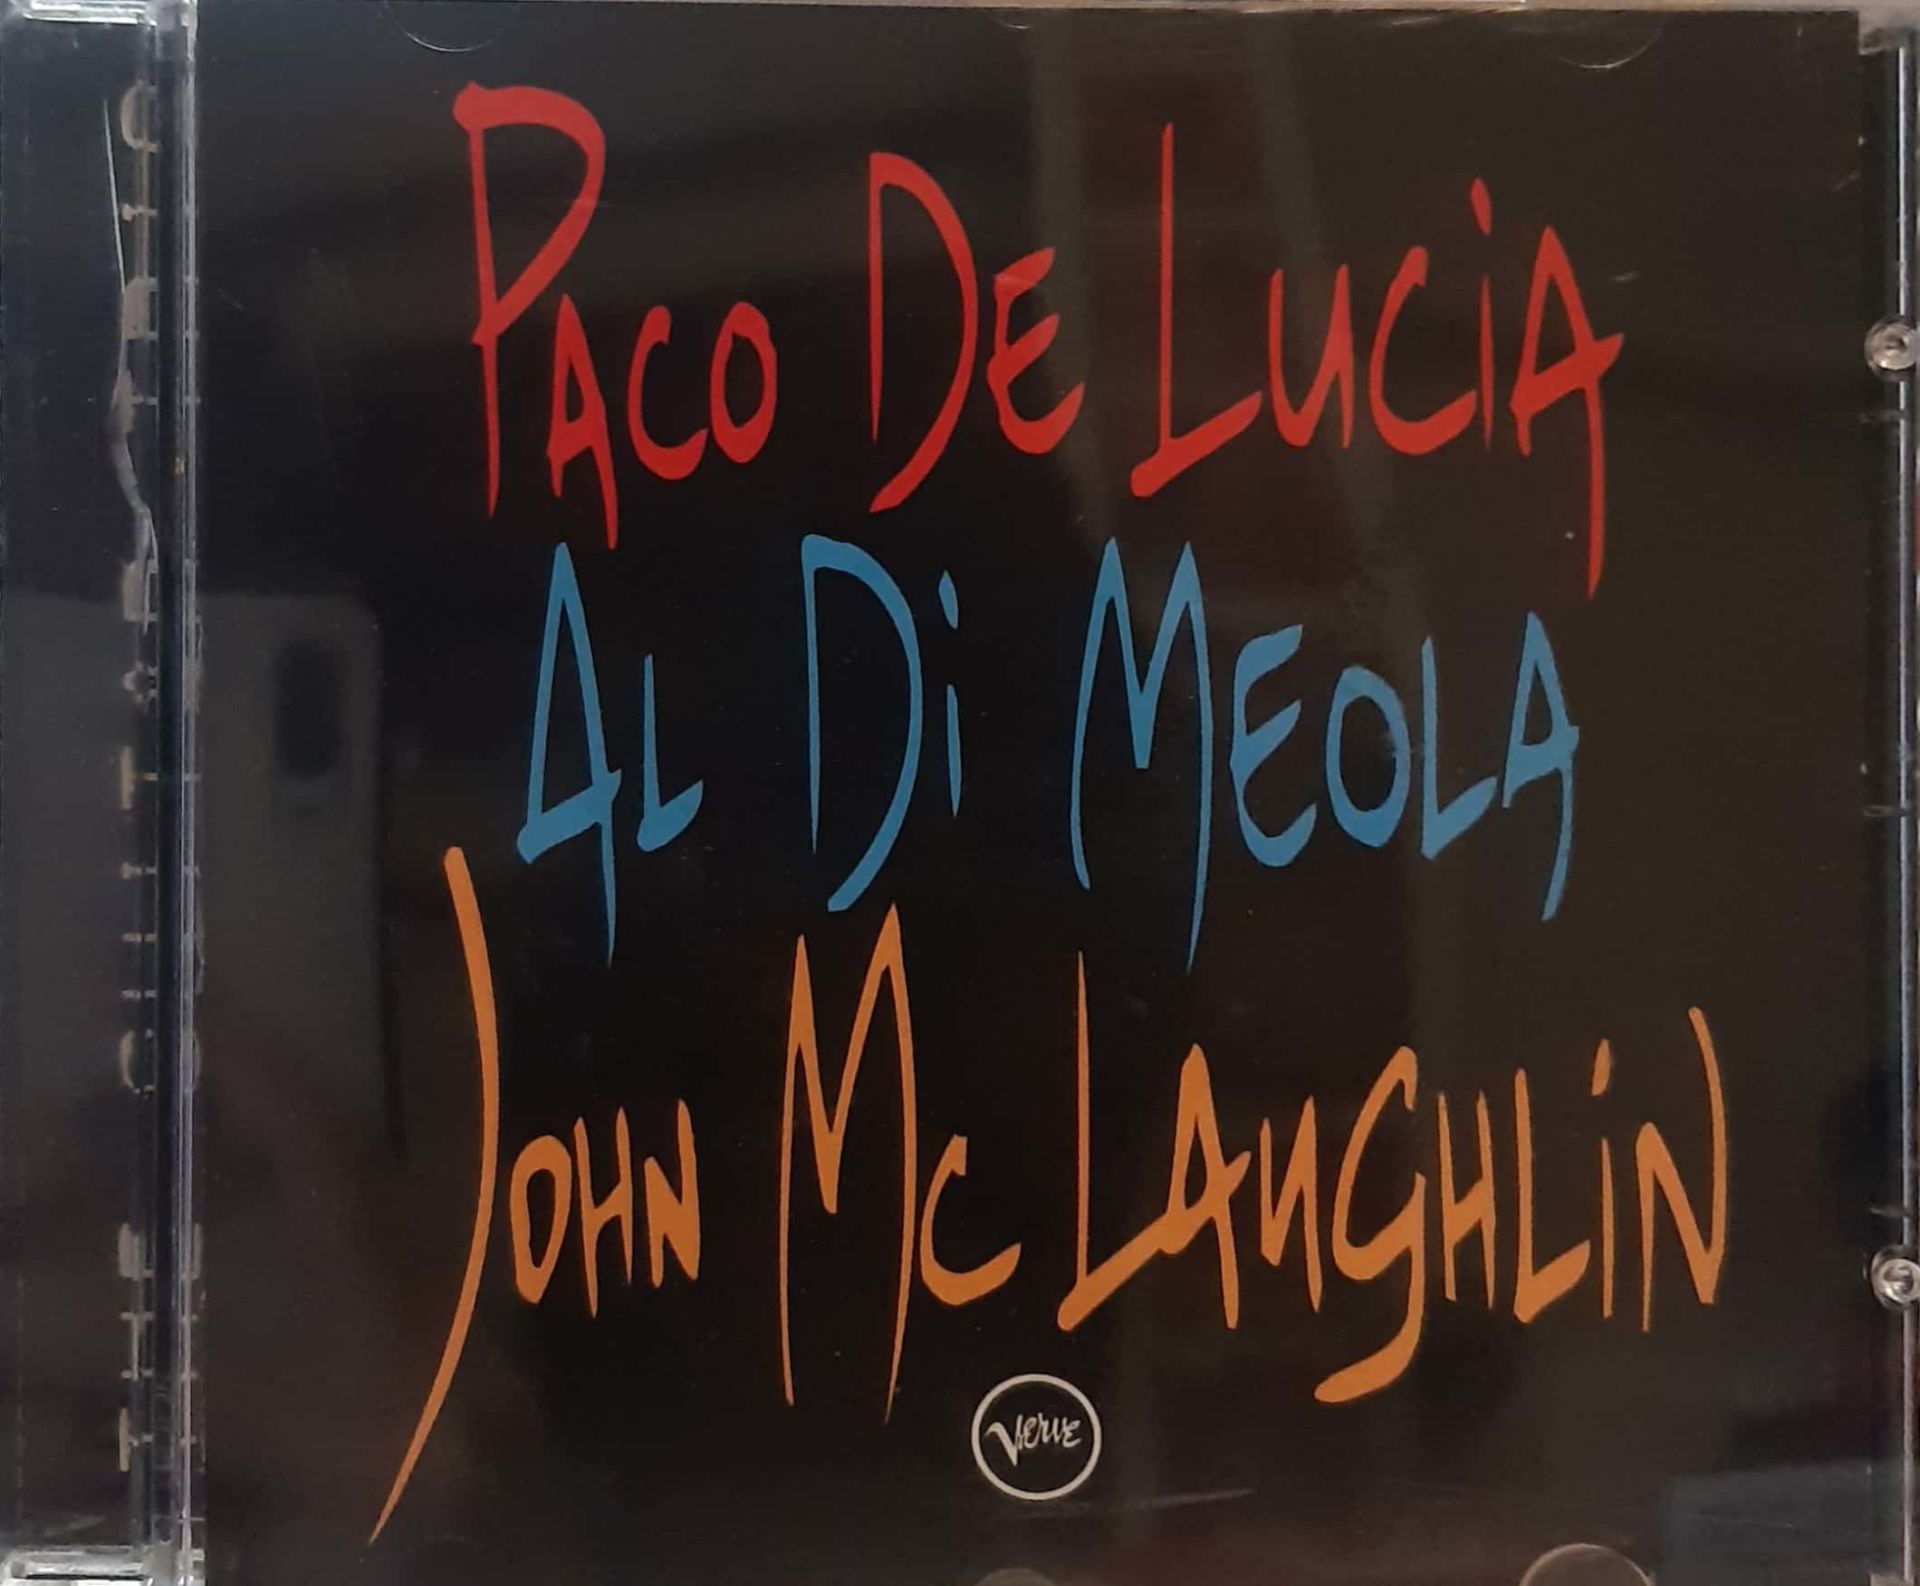 PACO DE LUCiA
AL Di MEOLA
JOHN MC LAUGHLiN
VERVE